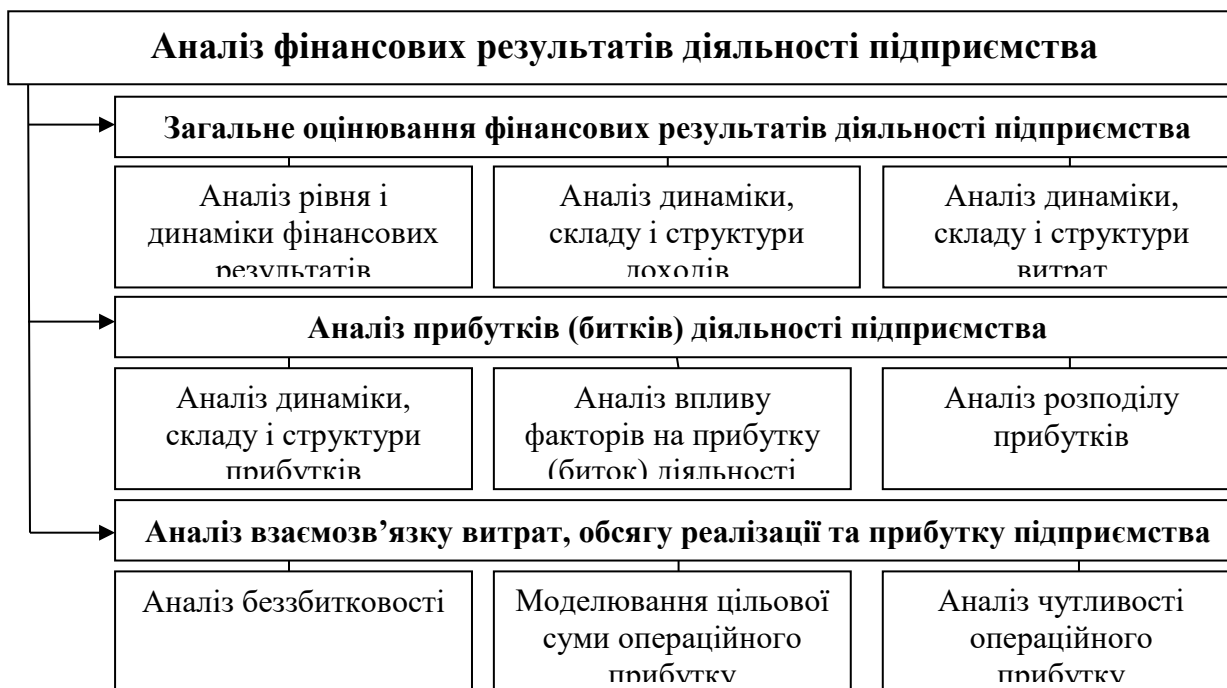 Аналіз фінансових результатів діяльності підприємства
Загальне оцінювання фінансових результатів діяльності підприємства
Аналіз рівня і
динаміки фінансових
результатів
Аналіз динаміки,
складу і структури
доходів
Аналіз динаміки,
складу і структури
витрат
Аналіз прибутків (битків) діяльності підприємства
Аналіз динаміки,
складу і структури
прибутків
Аналіз впливу
факторів на прибутку
(биток) діяльності
Аналіз розподілу
прибутків
Аналіз взаємозв’язку витрат, обсягу реалізації та прибутку підприємства
Аналіз беззбитковості
Моделювання цільової
суми операційного
прибутку
Аналіз чутливості
операційного
прибутку